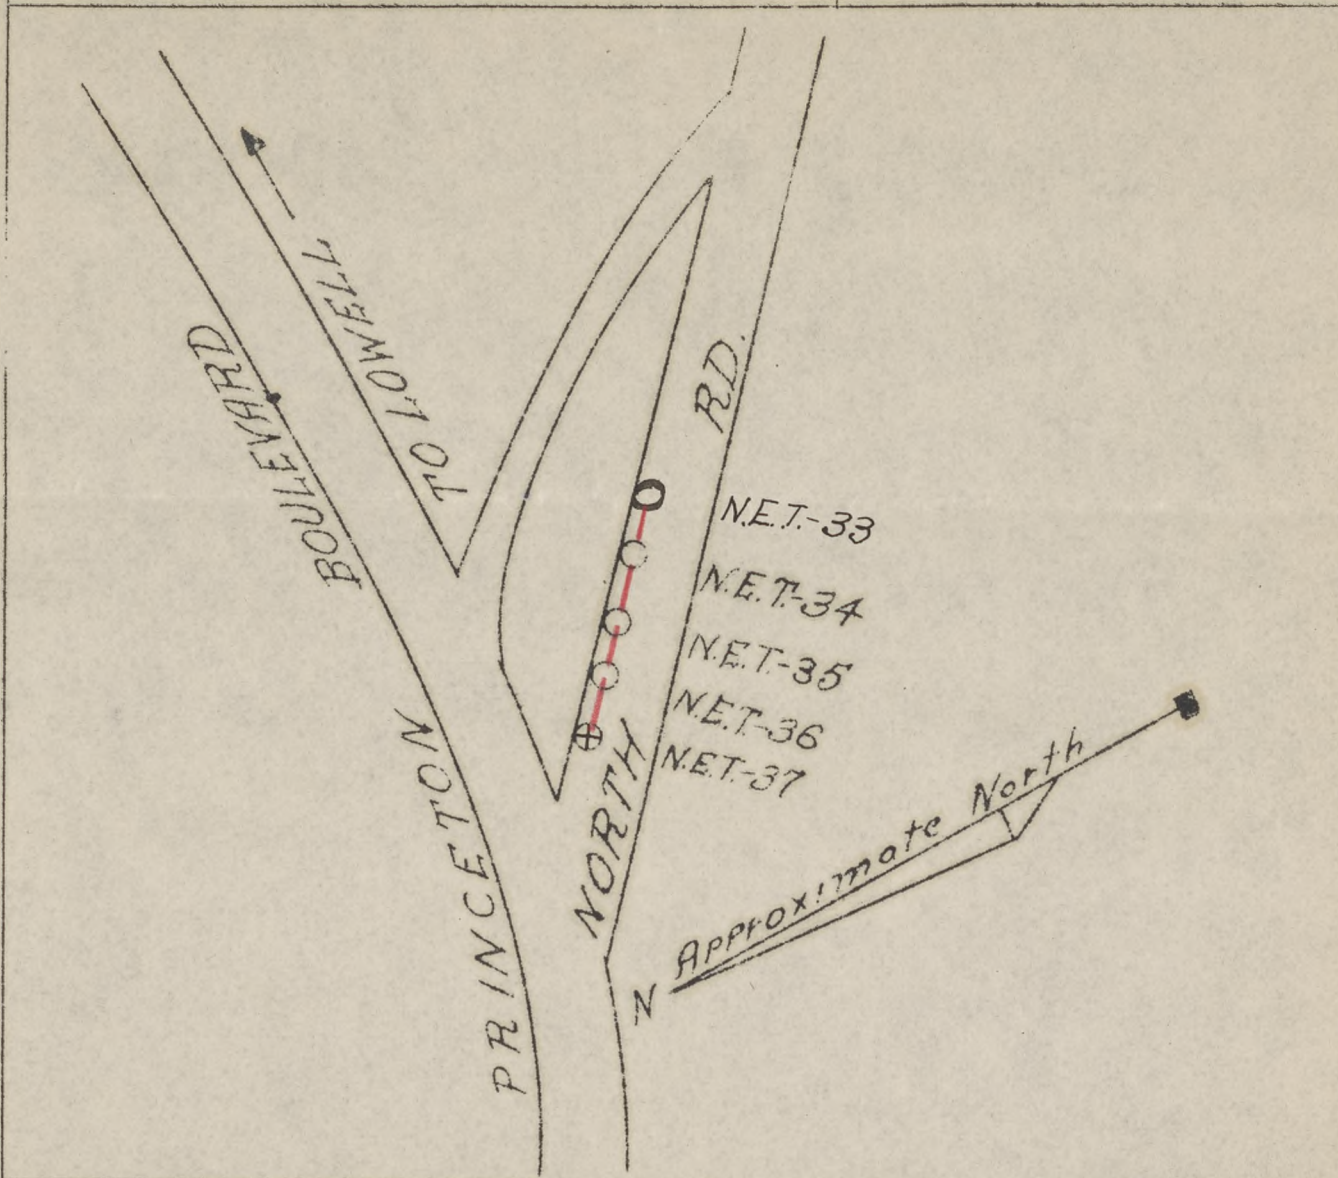 PRINCETON BOULEVARD
TO LOWELL
NORTH RD.
N.E.T.-33
N.E.T.-34
N.E.T.-35
N.E.T.-36
N.E.T.-37
Approximate North
N